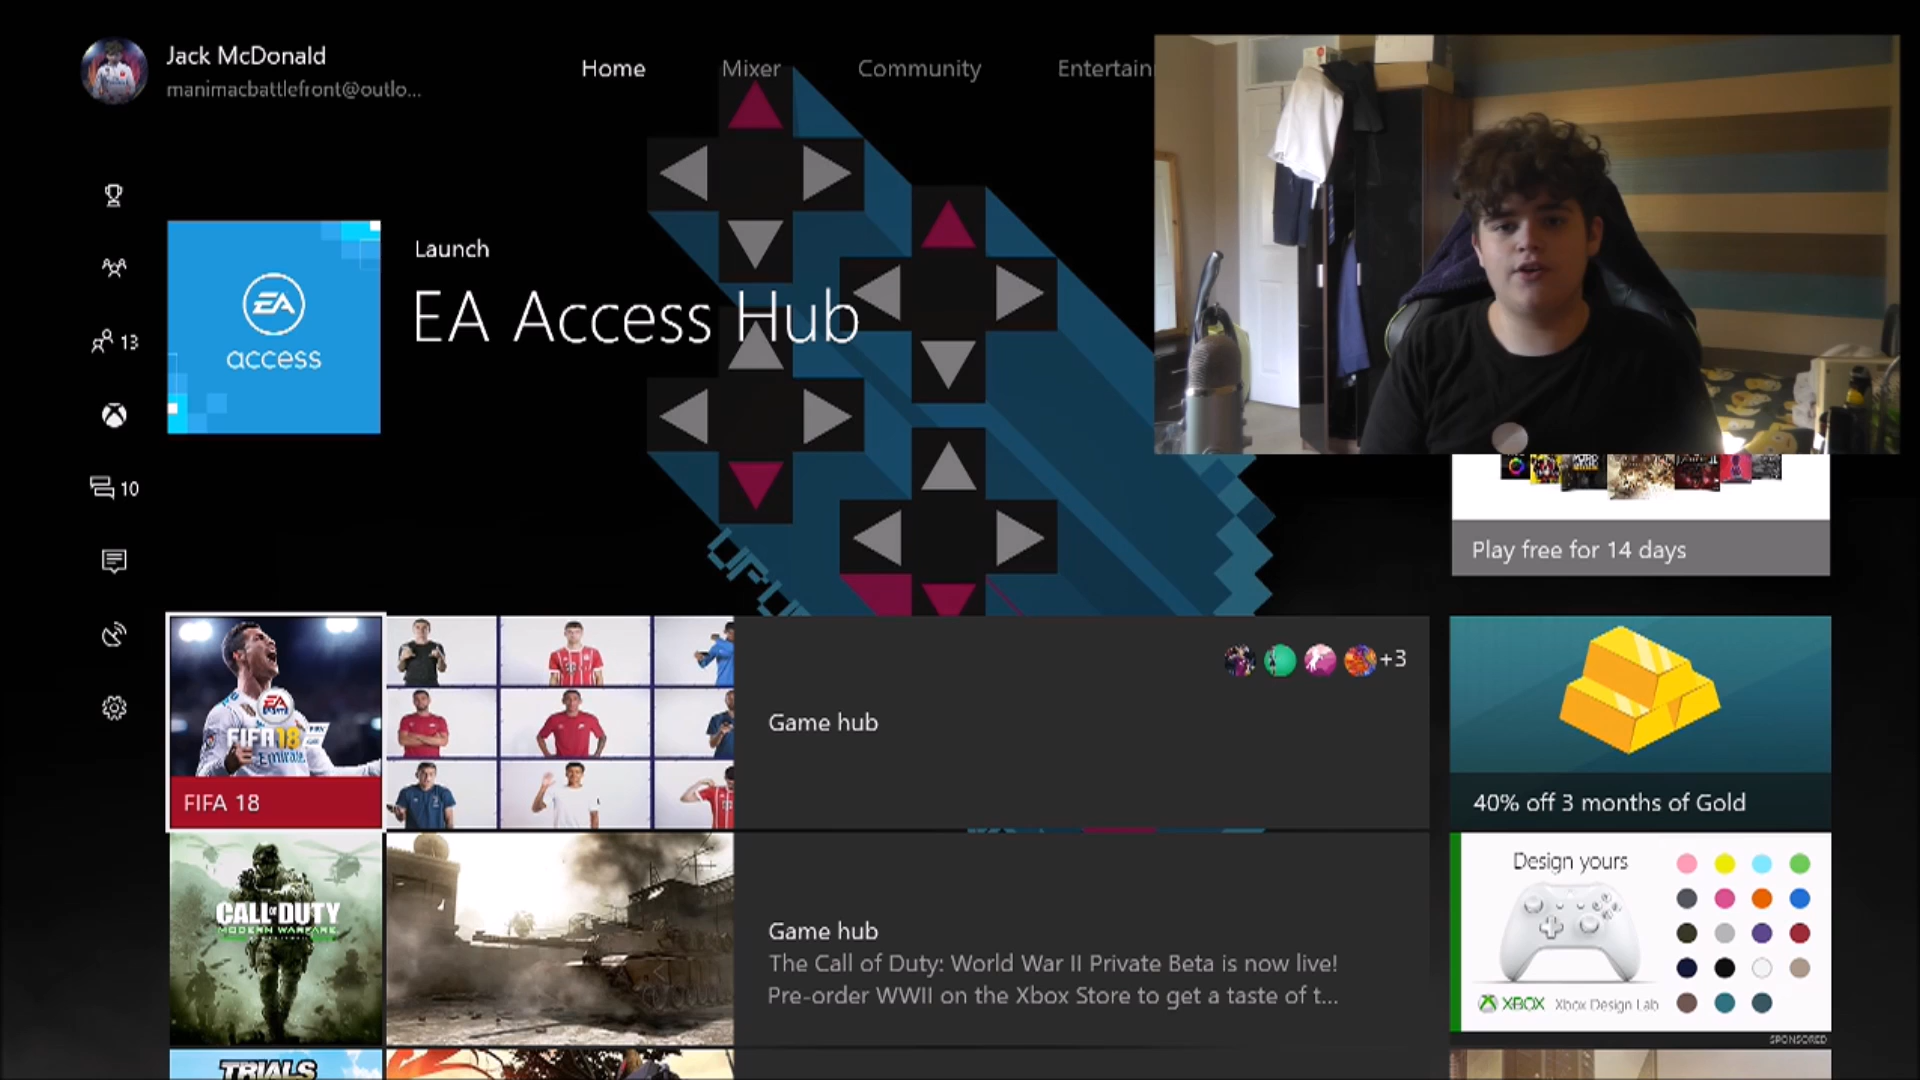 Jack McDonald
manimacbattlefront@outlo...
Home
Mixer
Community
Entertain
13
10
EA
access
Launch
EA Access Hub
Play free for 14 days
FIFA 18
FIFA 18
Game hub
+3
40% off 3 months of Gold
CALL OF DUTY
MODERN WARFARE
Game hub
The Call of Duty: World War II Private Beta is now live!
Pre-order WWII on the Xbox Store to get a taste of t...
Design yours
XBOX Xbox Design Lab
SPONSORED
TRIALS